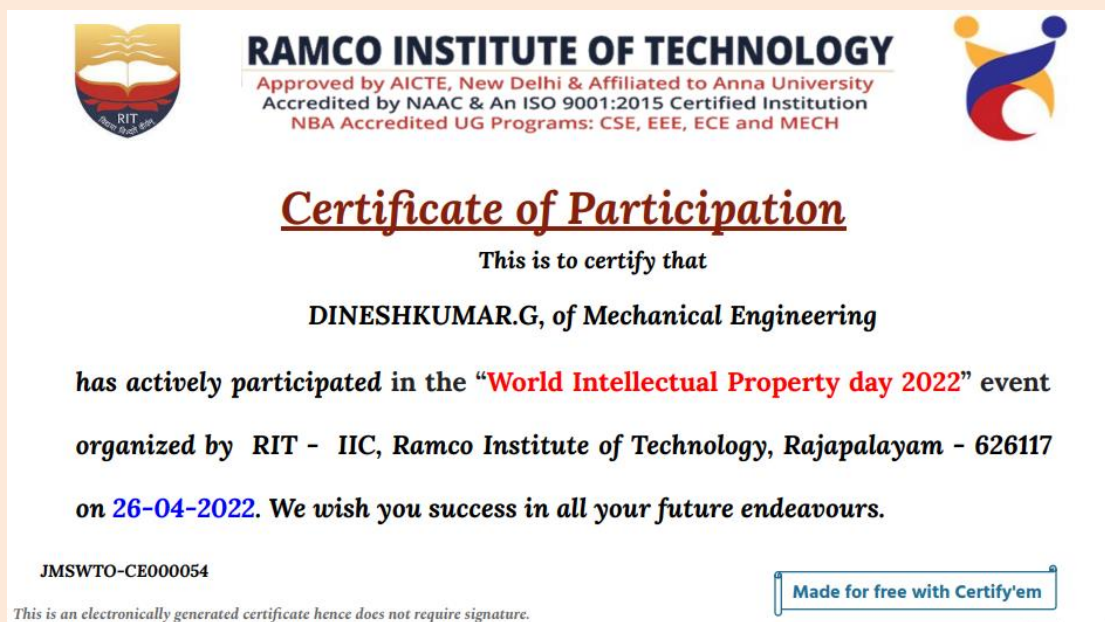 RAMCO INSTITUTE OF TECHNOLOGY
Approved by AICTE, New Delhi & Affiliated to Anna University
Accredited by NAAC & An ISO 9001:2015 Certified Institution
NBA Accredited UG Programs: CSE, EEE, ECE and MECH
RIT
Certificate of Participation
This is to certify that
DINESHKUMAR.G, of Mechanical Engineering
has actively participated in the “World Intellectual Property day 2022” event
organized by RIT - IIC, Ramco Institute of Technology, Rajapalayam - 626117
on 26-04-2022. We wish you success in all your future endeavours.
JMSWTO-CE000054
Made for free with Certify'em
This is an electronically generated certificate hence does not require signature.